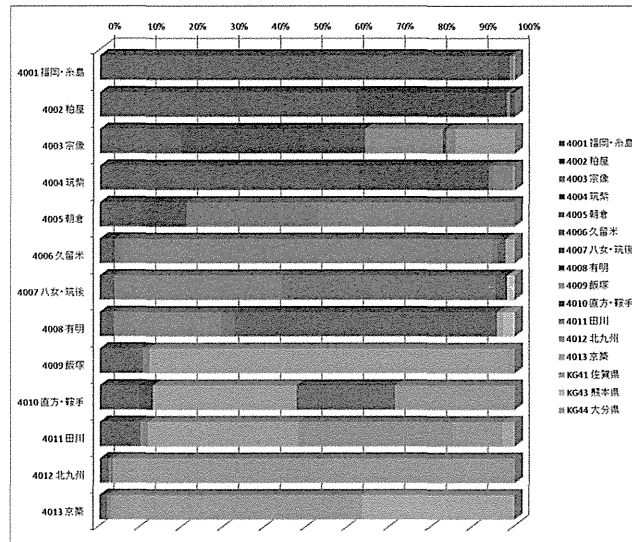 0% 10% 20% 30% 40% 50% 60% 70% 80% 90% 100%
4001 福岡・糸島
4002 粕屋
4003 宗像
4004 筑紫
4005 朝倉
4006 久留米
4007 八女・筑後
4008 有明
4009 飯塚
4010 直方・鞍手
4011 田川
4012 北九州
4013 京築
4001 福岡・糸島
4002 粕屋
4003 宗像
4004 筑紫
4005 朝倉
4006 久留米
4007 八女・筑後
4008 有明
4009 飯塚
4010 直方・鞍手
4011 田川
4012 北九州
4013 京築
KG41 佐賀県
KG43 熊本県
KG44 大分県